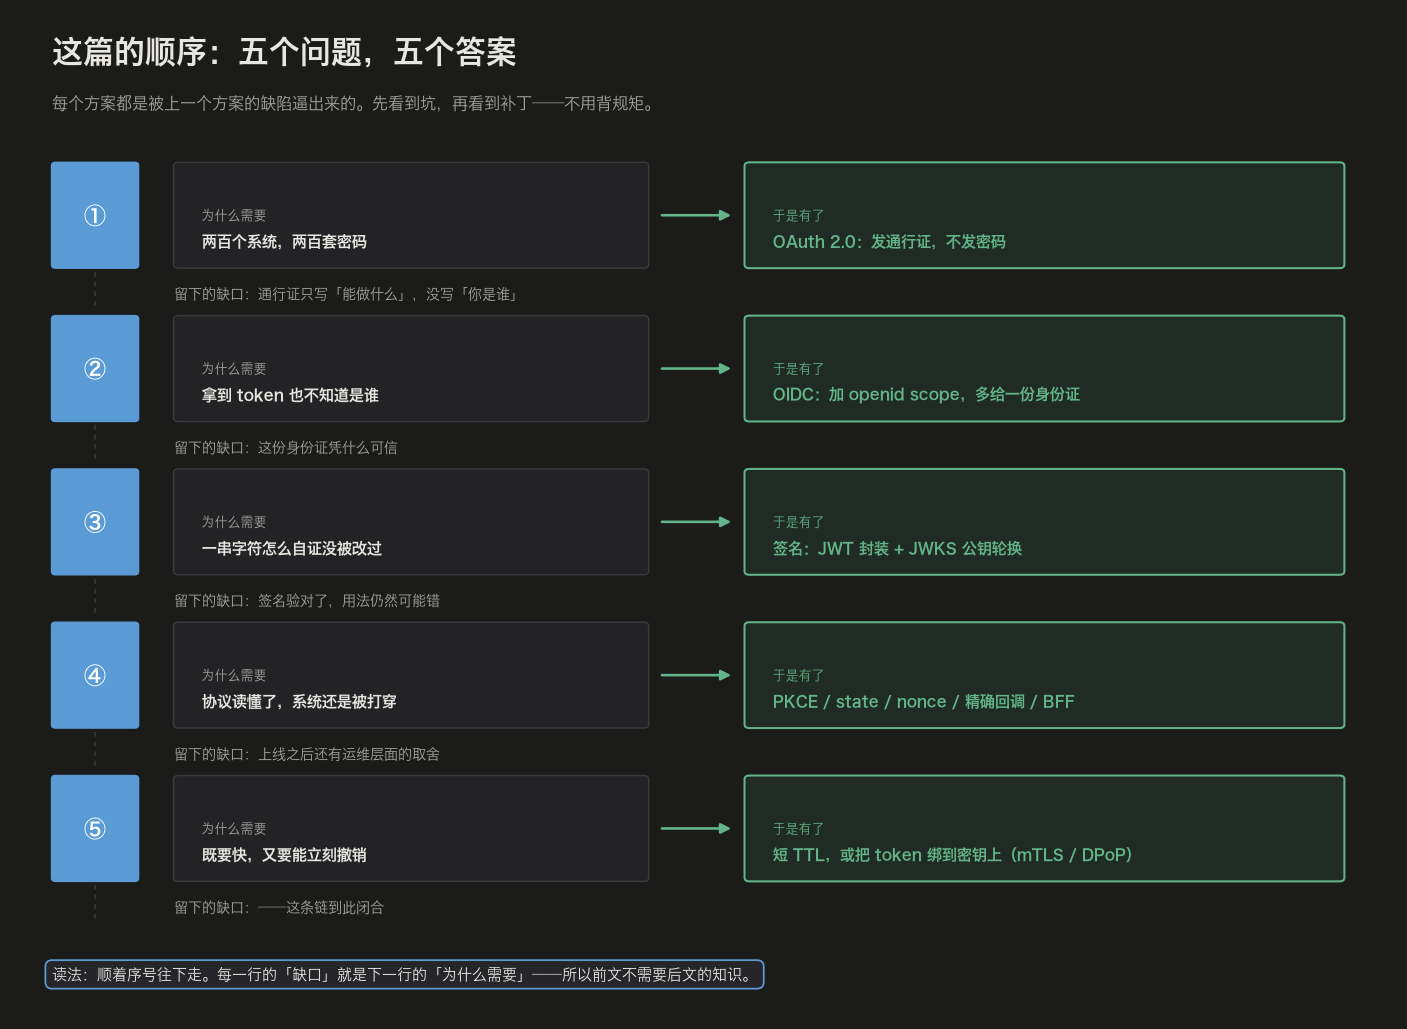 这篇的顺序：五个问题，五个答案
每个方案都是被上一个方案的缺陷逼出来的。先看到坑，再看到补丁——不用背规矩。
①
为什么需要
两百个系统，两百套密码
于是有了
OAuth 2.0：发通行证，不发密码
留下的缺口：通行证只写「能做什么」，没写「你是谁」
②
为什么需要
拿到 token 也不知道是谁
于是有了
OIDC：加 openid scope，多给一份身份证
留下的缺口：这份身份证凭什么可信
③
为什么需要
一串字符怎么自证没被改过
于是有了
签名：JWT 封装 + JWKS 公钥轮换
留下的缺口：签名验对了，用法仍然可能错
④
为什么需要
协议读懂了，系统还是被打穿
于是有了
PKCE / state / nonce / 精确回调 / BFF
留下的缺口：上线之后还有运维层面的取舍
⑤
为什么需要
既要快，又要能立刻撤销
于是有了
短 TTL，或把 token 绑到密钥上（mTLS / DPoP）
留下的缺口：——这条链到此闭合
读法：顺着序号往下走。每一行的「缺口」就是下一行的「为什么需要」——所以前文不需要后文的知识。